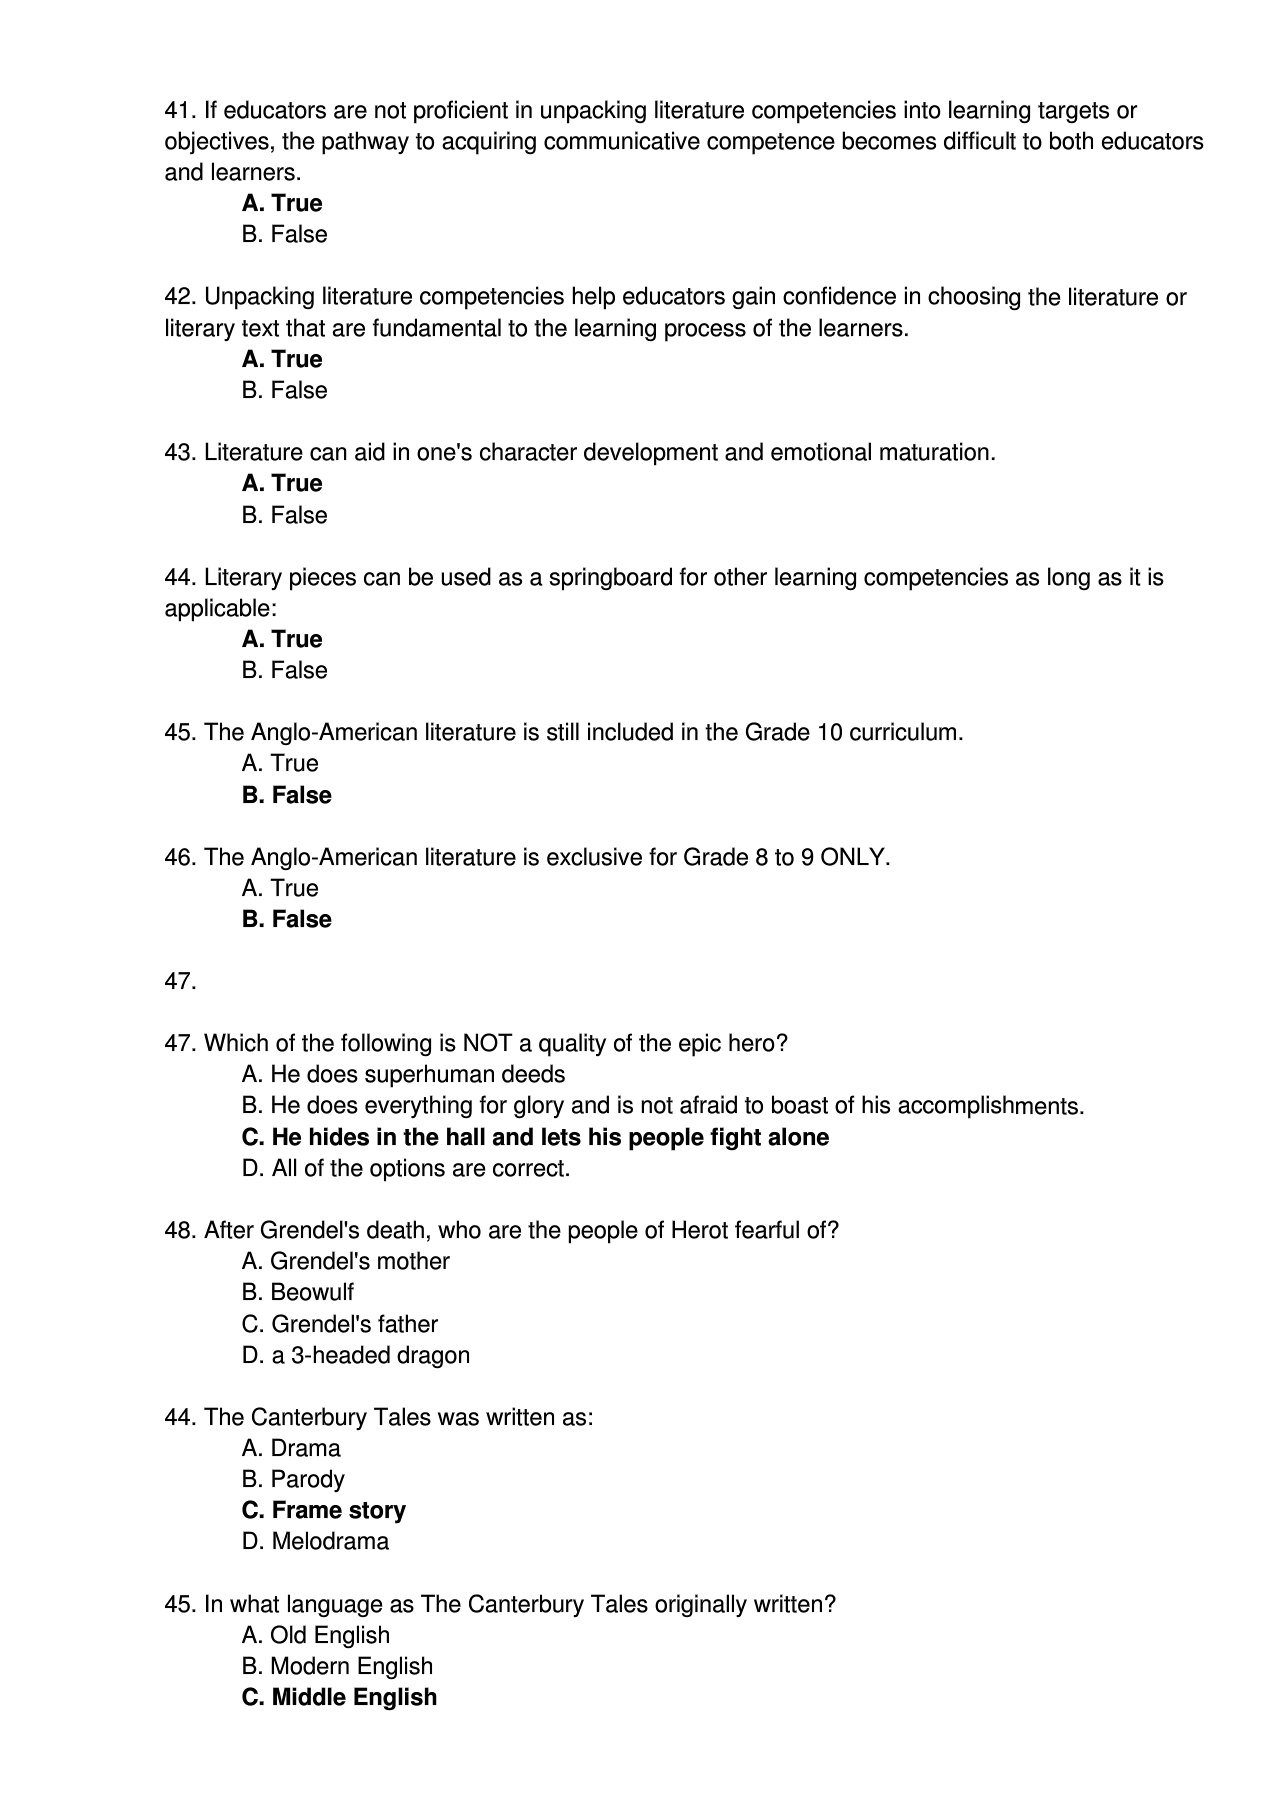 41. If educators are not proficient in unpacking literature competencies into learning targets or
objectives, the pathway to acquiring communicative competence becomes difficult to both educators
and learners.
A. True
B. False
42. Unpacking literature competencies help educators gain confidence in choosing the literature or
literary text that are fundamental to the learning process of the learners.
A. True
B. False
43. Literature can aid in one's character development and emotional maturation.
A. True
B. False
44. Literary pieces can be used as a springboard for other learning competencies as long as it is
applicable:
A. True
B. False
45. The Anglo-American literature is still included in the Grade 10 curriculum.
A. True
B. False
46. The Anglo-American literature is exclusive for Grade 8 to 9 ONLY.
A. True
B. False
47.
47. Which of the following is NOT a quality of the epic hero?
A. He does superhuman deeds
B. He does everything for glory and is not afraid to boast of his accomplishments.
C. He hides in the hall and lets his people fight alone
D. All of the options are correct.
48. After Grendel's death, who are the people of Herot fearful of?
A. Grendel's mother
B. Beowulf
C. Grendel's father
D. a 3-headed dragon
44. The Canterbury Tales was written as:
A. Drama
B. Parody
C. Frame story
D. Melodrama
45. In what language as The Canterbury Tales originally written?
A. Old English
B. Modern English
C. Middle English